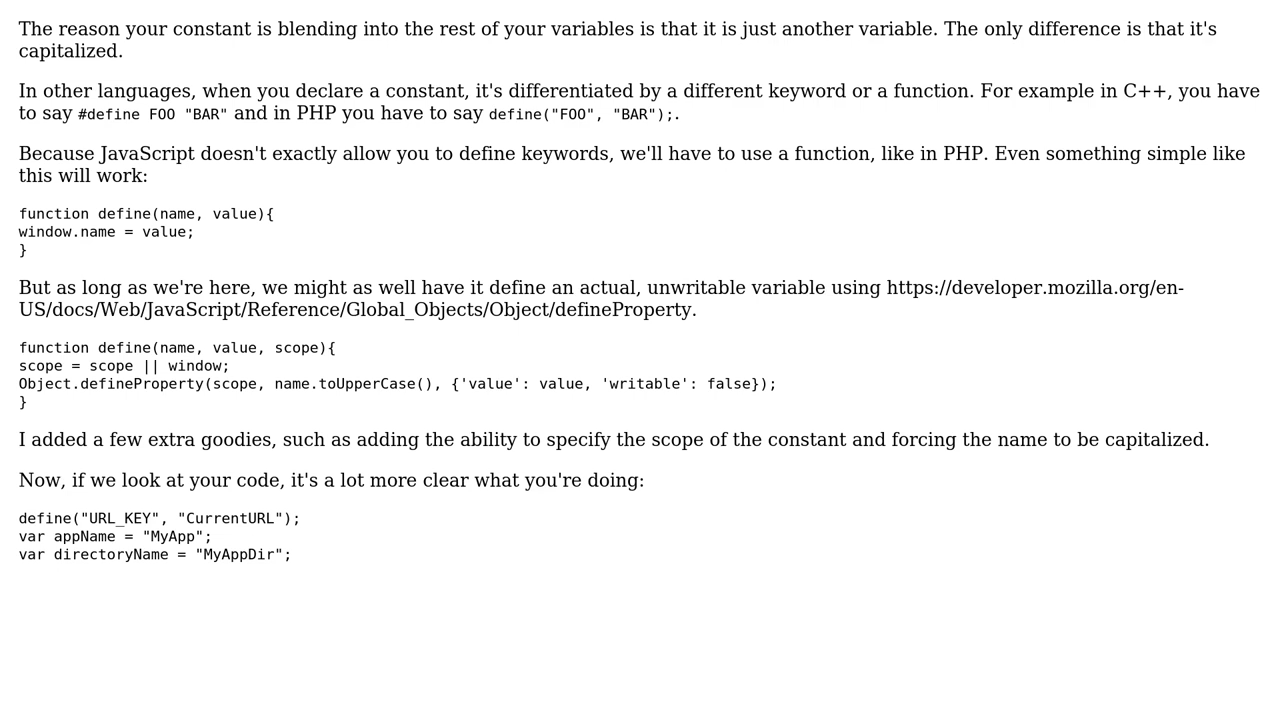 The reason your constant is blending into the rest of your variables is that it is just another variable. The only difference is that it's
capitalized.
In other languages, when you declare a constant, it's differentiated by a different keyword or a function. For example in C++, you have
to say #define FOO "BAR" and in PHP you have to say define("FOO", "BAR");.
Because JavaScript doesn't exactly allow you to define keywords, we'll have to use a function, like in PHP. Even something simple like
this will work:
function define(name, value){
window.name = value;
}
But as long as we're here, we might as well have it define an actual, unwritable variable using https://developer.mozilla.org/en-
US/docs/Web/JavaScript/Reference/Global_Objects/Object/defineProperty.
function define(name, value, scope){
scope = scope || window;
Object.defineProperty(scope, name.toUpperCase(), {'value': value, 'writable': false});
}
I added a few extra goodies, such as adding the ability to specify the scope of the constant and forcing the name to be capitalized.
Now, if we look at your code, it's a lot more clear what you're doing:
define("URL_KEY", "CurrentURL");
var appName = "MyApp";
var directoryName = "MyAppDir";